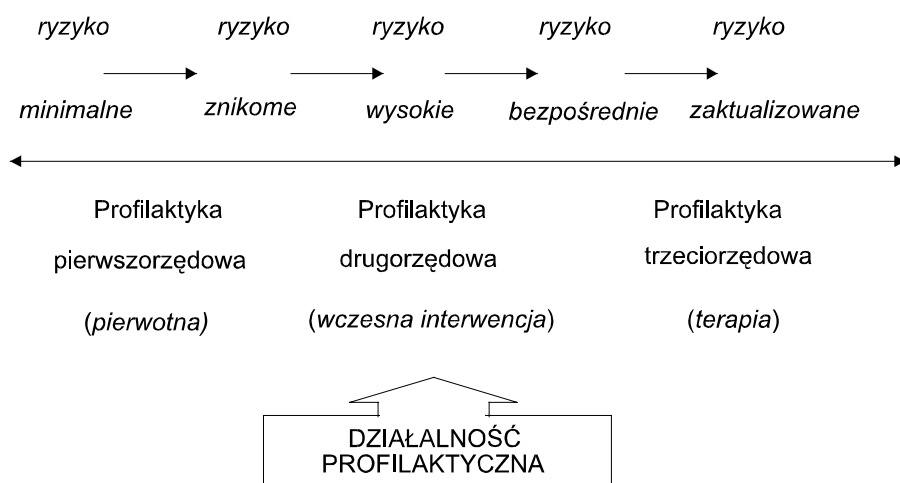 ryzyko ryzyko ryzyko ryzyko ryzyko
minimalne znikome wysokie bezpośrednie zaktualizowane
Profilaktyka Profilaktyka Profilaktyka
pierwszorzędowa drugorzędowa trzeciorzędowa
(pierwotna) (wczesna interwencja) (terapia)
DZIAŁALNOŚĆ
PROFILAKTYCZNA